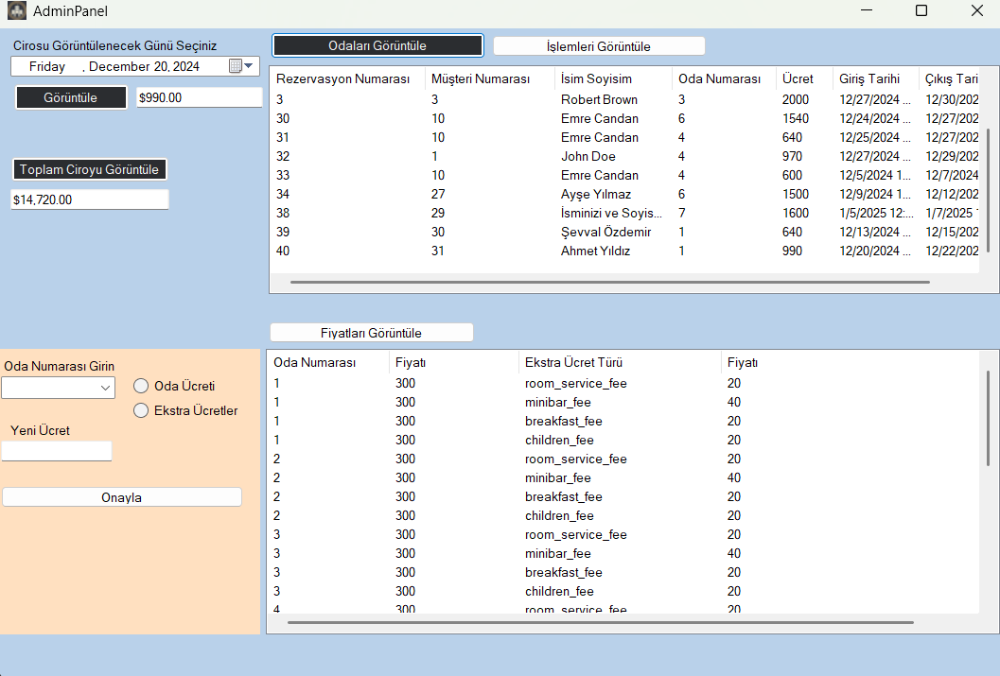 AdminPanel
Cirosu Görüntülenecek Günü Seçiniz
Friday , December 20, 2024
Görüntüle $990.00
Toplam Ciroyu Görüntüle
$14,720.00
Odaları Görüntüle İşlemleri Görüntüle
Rezervasyon Numarası Müşteri Numarası İsim Soyisim Oda Numarası Ücret Giriş Tarihi Çıkış Tari
3 3 Robert Brown 3 2000 12/27/2024 ... 12/30/202
30 10 Emre Candan 6 1540 12/24/2024 ... 12/27/202
31 10 Emre Candan 4 640 12/25/2024 ... 12/27/202
32 1 John Doe 4 970 12/27/2024 ... 12/29/202
33 10 Emre Candan 4 600 12/5/2024 1... 12/7/2024
34 27 Ayşe Yılmaz 6 1500 12/9/2024 1... 12/12/202
38 29 İsminizi ve Soyis... 7 1600 1/5/2025 12:... 1/7/2025
39 30 Şevval Özdemir 1 640 12/13/2024 ... 12/15/202
40 31 Ahmet Yıldız 1 990 12/20/2024 ... 12/22/202
Fiyatları Görüntüle
Oda Numarası Girin
Oda Ücreti
Ekstra Ücretler
Yeni Ücret
Onayla
Oda Numarası Fiyatı Ekstra Ücret Türü Fiyatı
1 300 room_service_fee 20
1 300 minibar_fee 40
1 300 breakfast_fee 20
1 300 children_fee 20
2 300 room_service_fee 20
2 300 minibar_fee 40
2 300 breakfast_fee 20
2 300 children_fee 20
3 300 room_service_fee 20
3 300 minibar_fee 40
3 300 breakfast_fee 20
3 300 children_fee 20
4 300 room_service_fee 20